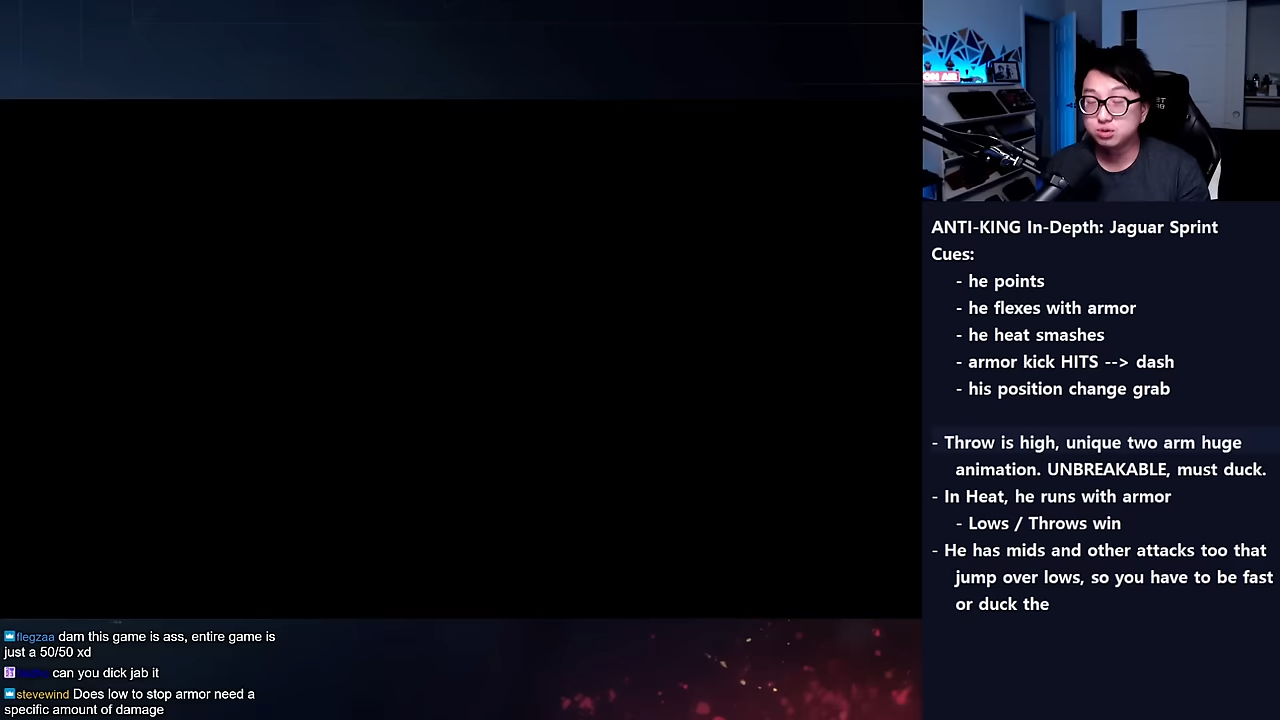 ON AIR
ANTI-KING In-Depth: Jaguar Sprint
Cues:
- he points
- he flexes with armor
- he heat smashes
- armor kick HITS --> dash
- his position change grab
- Throw is high, unique two arm huge
animation. UNBREAKABLE, must duck.
- In Heat, he runs with armor
- Lows / Throws win
- He has mids and other attacks too that
jump over lows, so you have to be fast
or duck the
flegzaa dam this game is ass, entire game is
just a 50/50 xd
can you dick jab it
stevewind Does low to stop armor need a
specific amount of damage